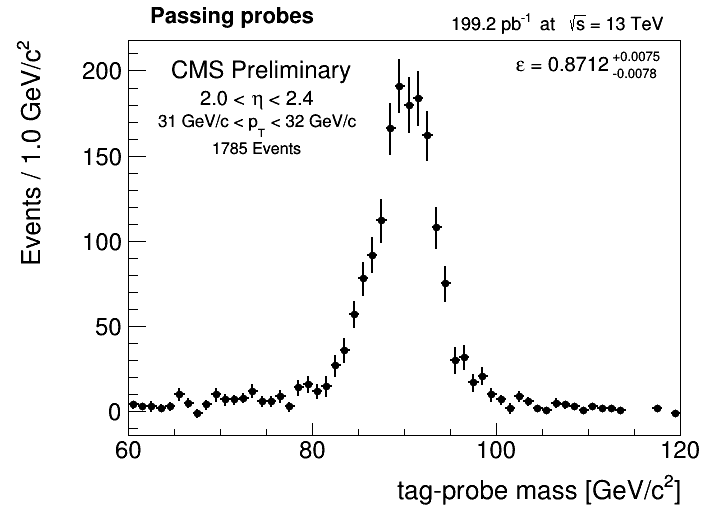 Passing probes
199.2 pb⁻¹ at √s = 13 TeV
CMS Preliminary
2.0 < η < 2.4
31 GeV/c < p_T < 32 GeV/c
1785 Events
ε = 0.8712 +0.0075 -0.0078
Events / 1.0 GeV/c²
200
150
100
50
0
60 80 100 120
tag-probe mass [GeV/c²]